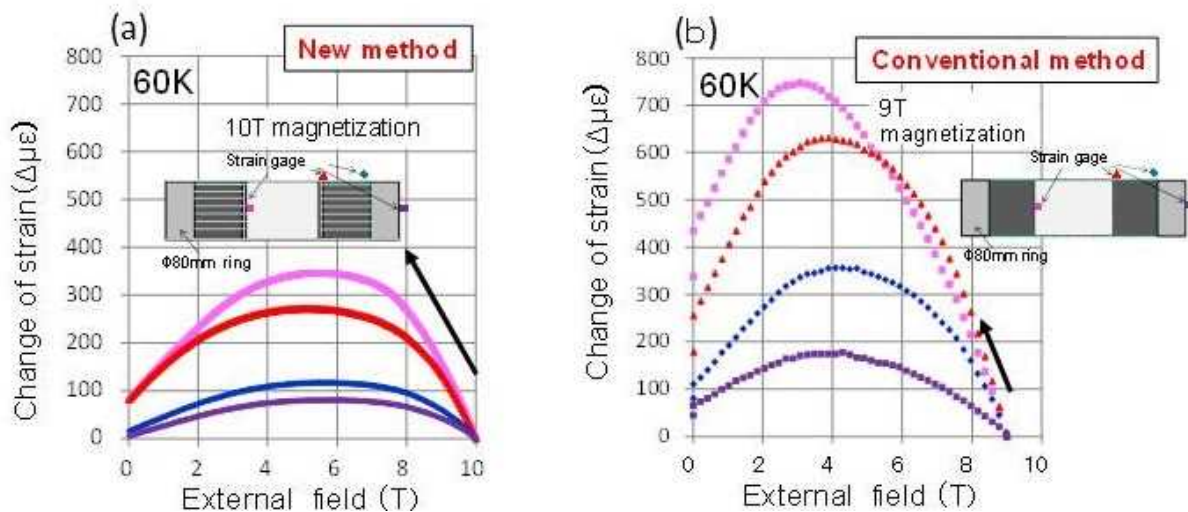 (a)
New method
800
700
600
500
400
300
200
100
0
Change of strain(Δμε)
60K
10T magnetization
Strain gage
Φ80mm ring
0 2 4 6 8 10
External field (T)
(b)
Conventional method
800
700
600
500
400
300
200
100
0
Change of strain(Δμε)
60K
9T
magnetization
Strain gage
Φ80mm ring
0 2 4 6 8 10
External field (T)